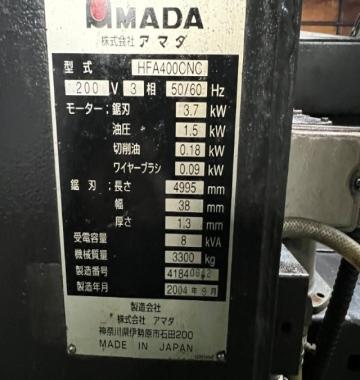 AMADA
株式会社 アマダ
型式 HFA400CNC
200 V 3 相 50/60 Hz
モーター;鋸刃 3.7 kW
油圧 1.5 kW
切削油 0.18 kW
ワイヤーブラシ 0.09 kW
鋸刃;長さ 4995 mm
幅 38 mm
厚さ 1.3 mm
受電容量 8 kVA
機械質量 3300 kg
製造番号
製造年月 2004 年 月
製造会社
株式会社 アマダ
神奈川県伊勢原市石田200
MADE IN JAPAN